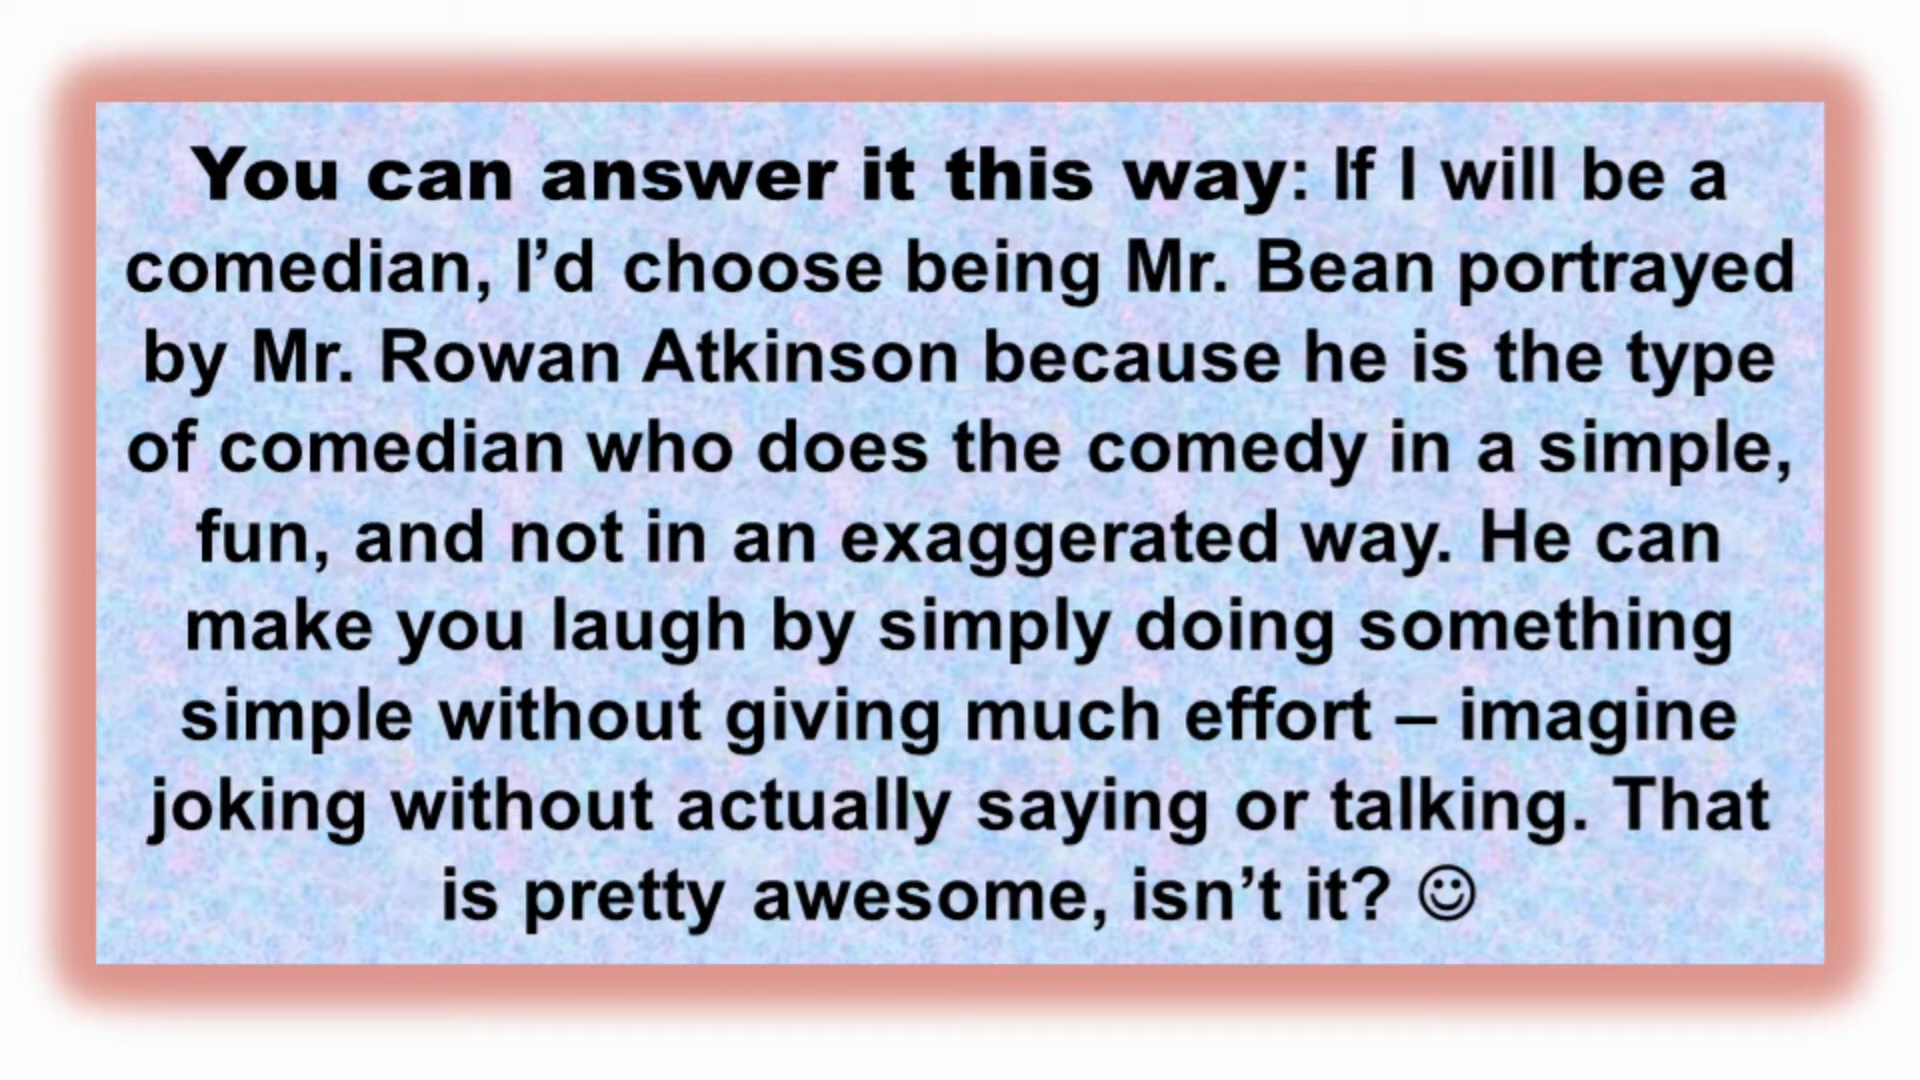 You can answer it this way: If I will be a
comedian, I’d choose being Mr. Bean portrayed
by Mr. Rowan Atkinson because he is the type
of comedian who does the comedy in a simple,
fun, and not in an exaggerated way. He can
make you laugh by simply doing something
simple without giving much effort – imagine
joking without actually saying or talking. That
is pretty awesome, isn’t it? ☺